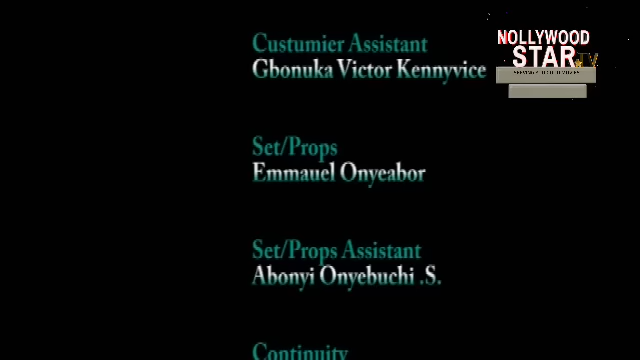 NOLLYWOOD
STAR TV
Custumier Assistant
Gbonuka Victor Kennyvice
Set/Props
Emmauel Onyeabor
Set/Props Assistant
Abonyi Onyebuchi .S.
Continuity